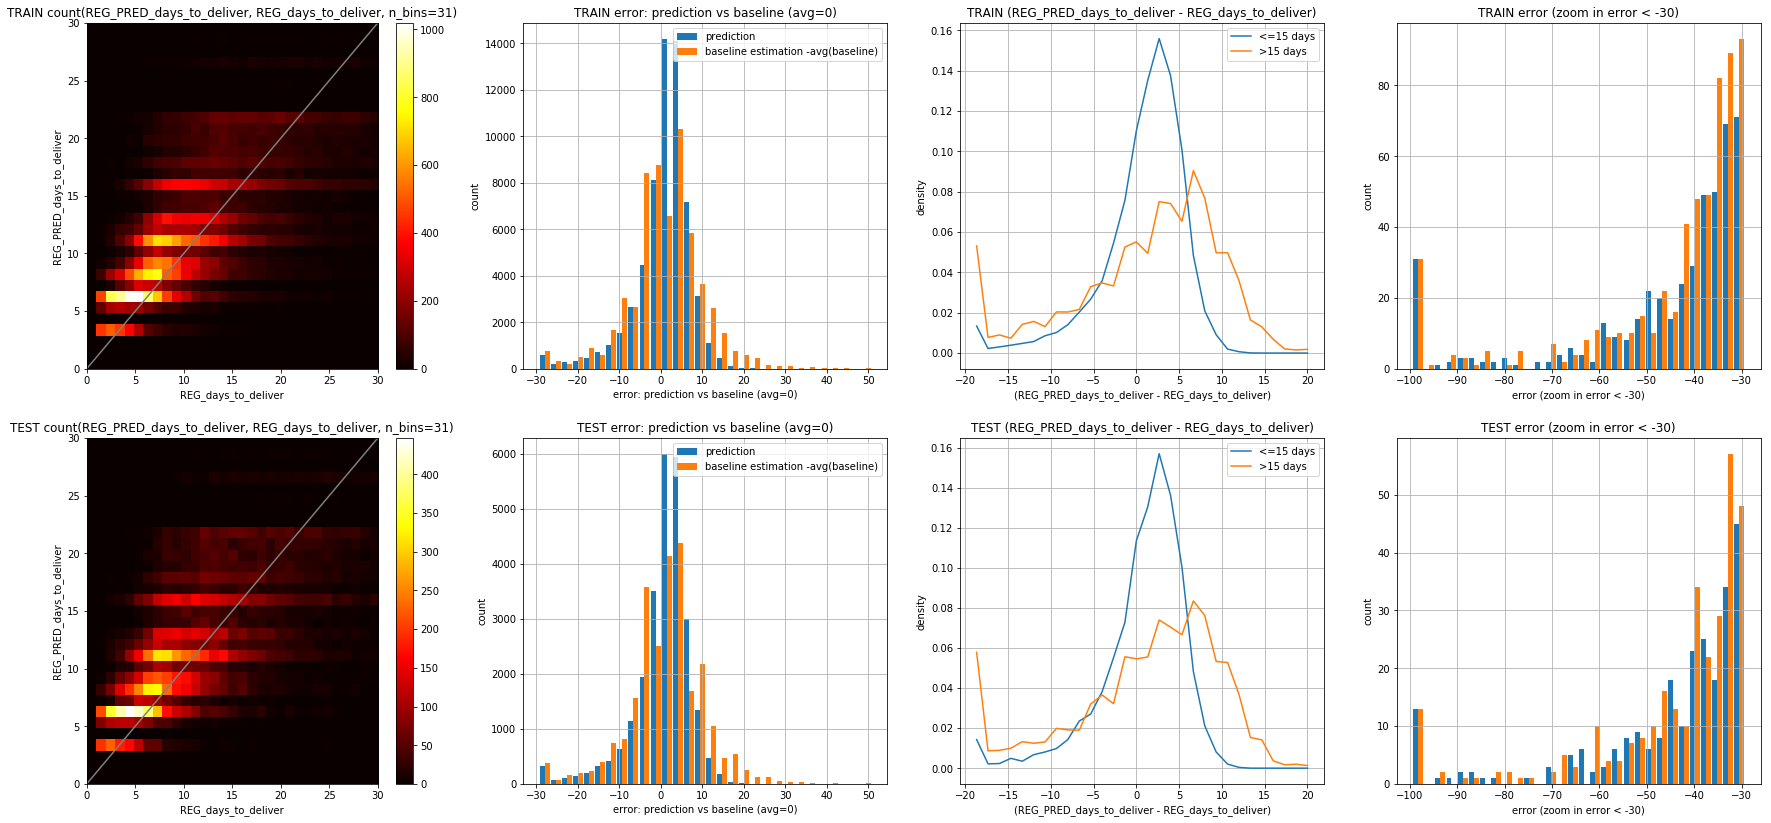 TRAIN count(REG_PRED_days_to_deliver, REG_days_to_deliver, n_bins=31)
30
25
20
15
10
5
0
REG_PRED_days_to_deliver
0 5 10 15 20 25 30
REG_days_to_deliver
1000
800
600
400
200
0
TRAIN error: prediction vs baseline (avg=0)
prediction
baseline estimation -avg(baseline)
14000
12000
10000
8000
6000
4000
2000
0
count
−30 −20 −10 0 10 20 30 40 50
error: prediction vs baseline (avg=0)
TRAIN (REG_PRED_days_to_deliver - REG_days_to_deliver)
<=15 days
>15 days
0.16
0.14
0.12
0.10
0.08
0.06
0.04
0.02
0.00
density
−20 −15 −10 −5 0 5 10 15 20
(REG_PRED_days_to_deliver - REG_days_to_deliver)
TRAIN error (zoom in error < -30)
80
60
40
20
0
count
−100 −90 −80 −70 −60 −50 −40 −30
error (zoom in error < -30)
TEST count(REG_PRED_days_to_deliver, REG_days_to_deliver, n_bins=31)
30
25
20
15
10
5
0
REG_PRED_days_to_deliver
0 5 10 15 20 25 30
REG_days_to_deliver
450
400
350
300
250
200
150
100
50
0
TEST error: prediction vs baseline (avg=0)
prediction
baseline estimation -avg(baseline)
6000
5000
4000
3000
2000
1000
0
count
−30 −20 −10 0 10 20 30 40 50
error: prediction vs baseline (avg=0)
TEST (REG_PRED_days_to_deliver - REG_days_to_deliver)
<=15 days
>15 days
0.16
0.14
0.12
0.10
0.08
0.06
0.04
0.02
0.00
density
−20 −15 −10 −5 0 5 10 15 20
(REG_PRED_days_to_deliver - REG_days_to_deliver)
TEST error (zoom in error < -30)
50
40
30
20
10
0
count
−100 −90 −80 −70 −60 −50 −40 −30
error (zoom in error < -30)